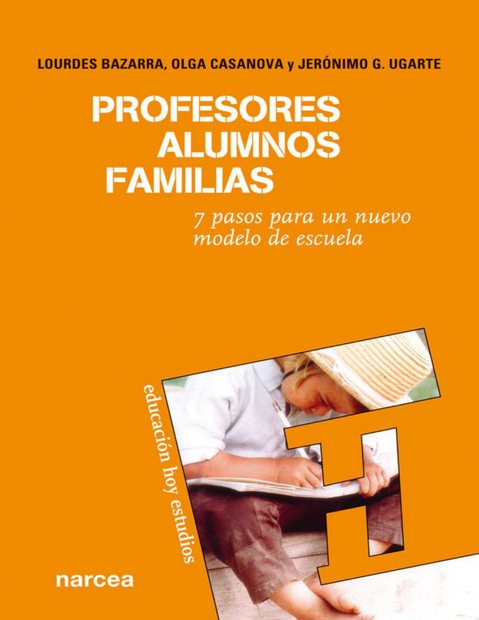 LOURDES BAZARRA, OLGA CASANOVA y JERÓNIMO G. UGARTE
PROFESORES
ALUMNOS
FAMILIAS
7 pasos para un nuevo
modelo de escuela
educación hoy estudios
narcea